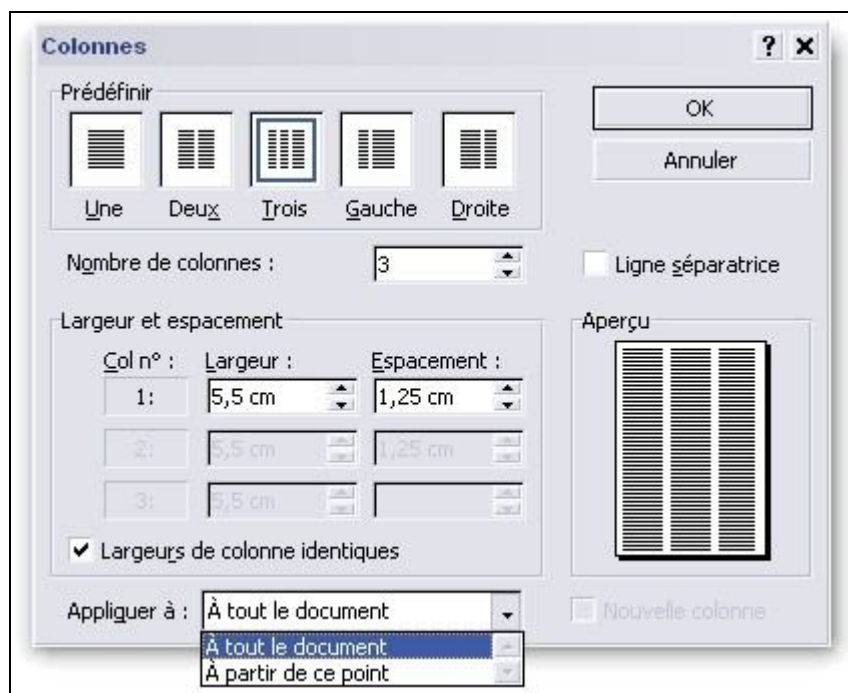 Colonnes
Prédéfinir
Une Deux Trois Gauche Droite
OK
Annuler
Nombre de colonnes : 3
Ligne séparatrice
Largeur et espacement
Col n° : Largeur : Espacement :
1: 5,5 cm 1,25 cm
2: 5,5 cm 1,25 cm
3: 5,5 cm
Largeurs de colonne identiques
Aperçu
Appliquer à : À tout le document
Nouvelle colonne
À tout le document
À partir de ce point